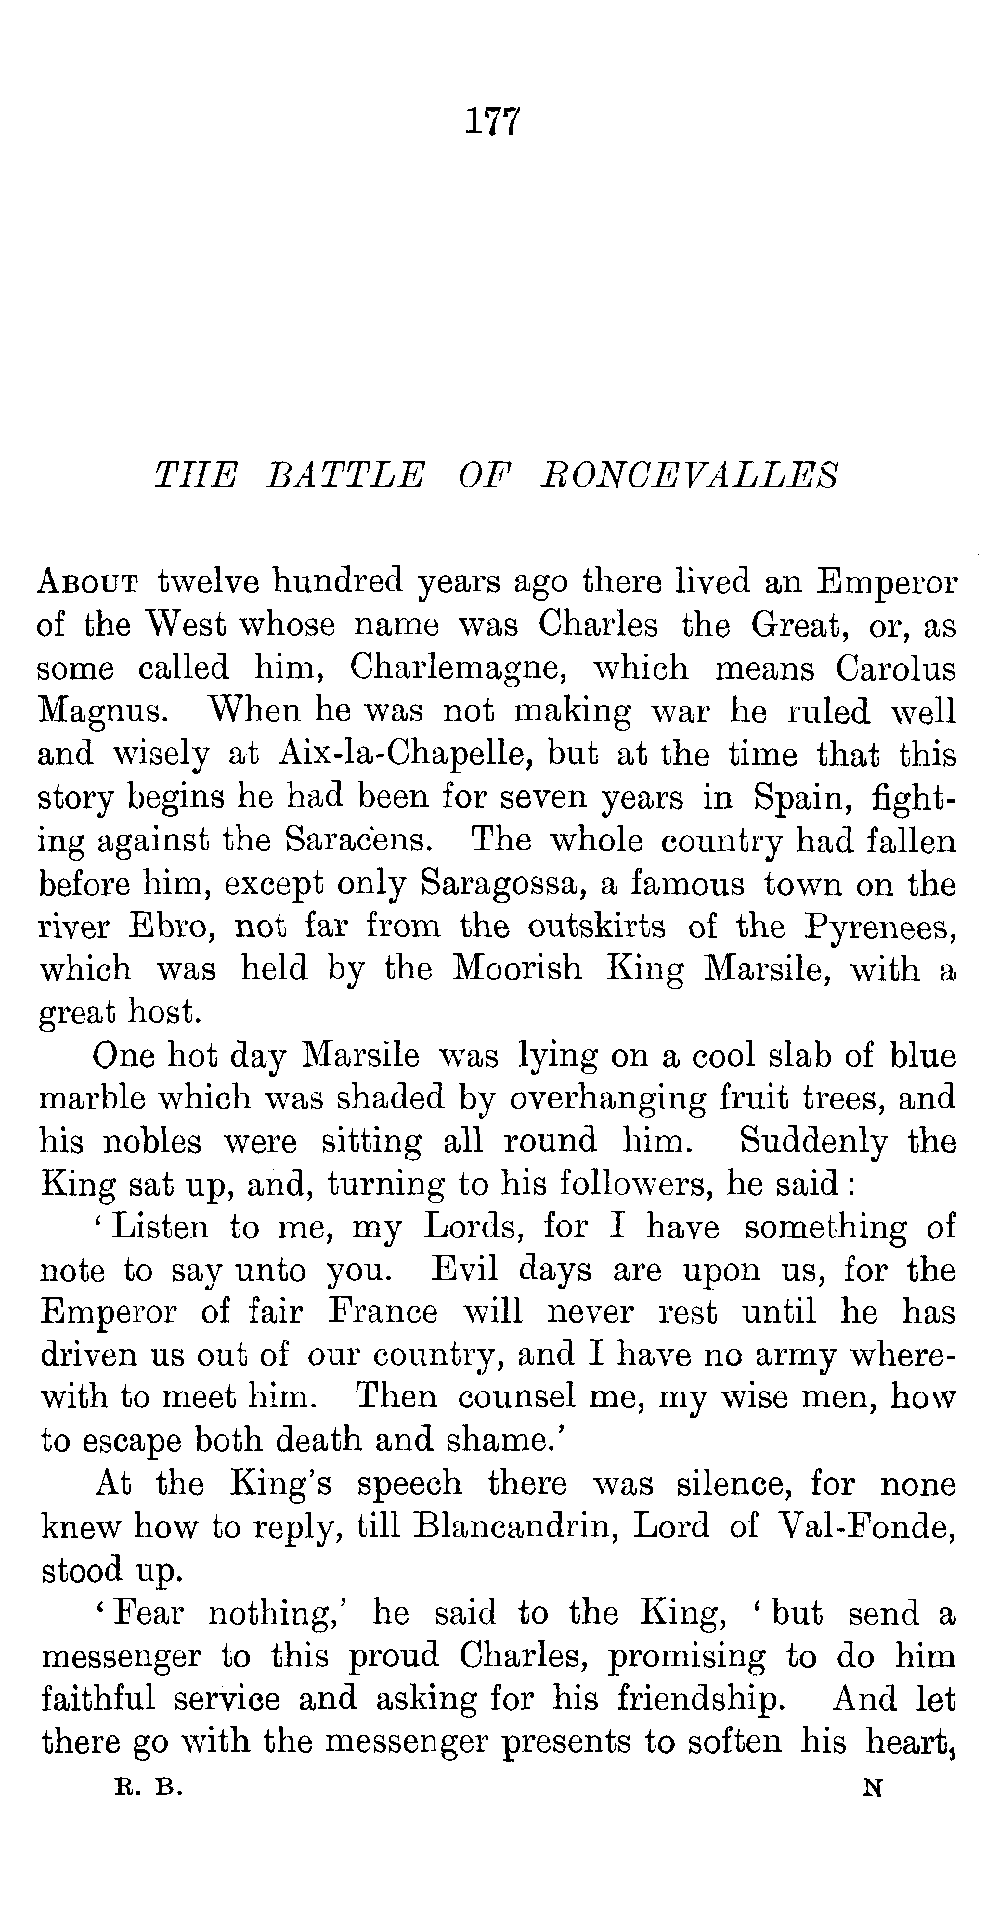 177
THE BATTLE OF RONCEVALLES
ABOUT twelve hundred years ago there lived an Emperor
of the West whose name was Charles the Great, or, as
some called him, Charlemagne, which means Carolus
Magnus. When he was not making war he ruled well
and wisely at Aix-la-Chapelle, but at the time that this
story begins he had been for seven years in Spain, fight-
ing against the Saracens. The whole country had fallen
before him, except only Saragossa, a famous town on the
river Ebro, not far from the outskirts of the Pyrenees,
which was held by the Moorish King Marsile, with a
great host.
One hot day Marsile was lying on a cool slab of blue
marble which was shaded by overhanging fruit trees, and
his nobles were sitting all round him. Suddenly the
King sat up, and, turning to his followers, he said :
‘ Listen to me, my Lords, for I have something of
note to say unto you. Evil days are upon us, for the
Emperor of fair France will never rest until he has
driven us out of our country, and I have no army where-
with to meet him. Then counsel me, my wise men, how
to escape both death and shame.’
At the King’s speech there was silence, for none
knew how to reply, till Blancandrin, Lord of Val-Fonde,
stood up.
‘ Fear nothing,’ he said to the King, ‘ but send a
messenger to this proud Charles, promising to do him
faithful service and asking for his friendship. And let
there go with the messenger presents to soften his heart,
R. B. N